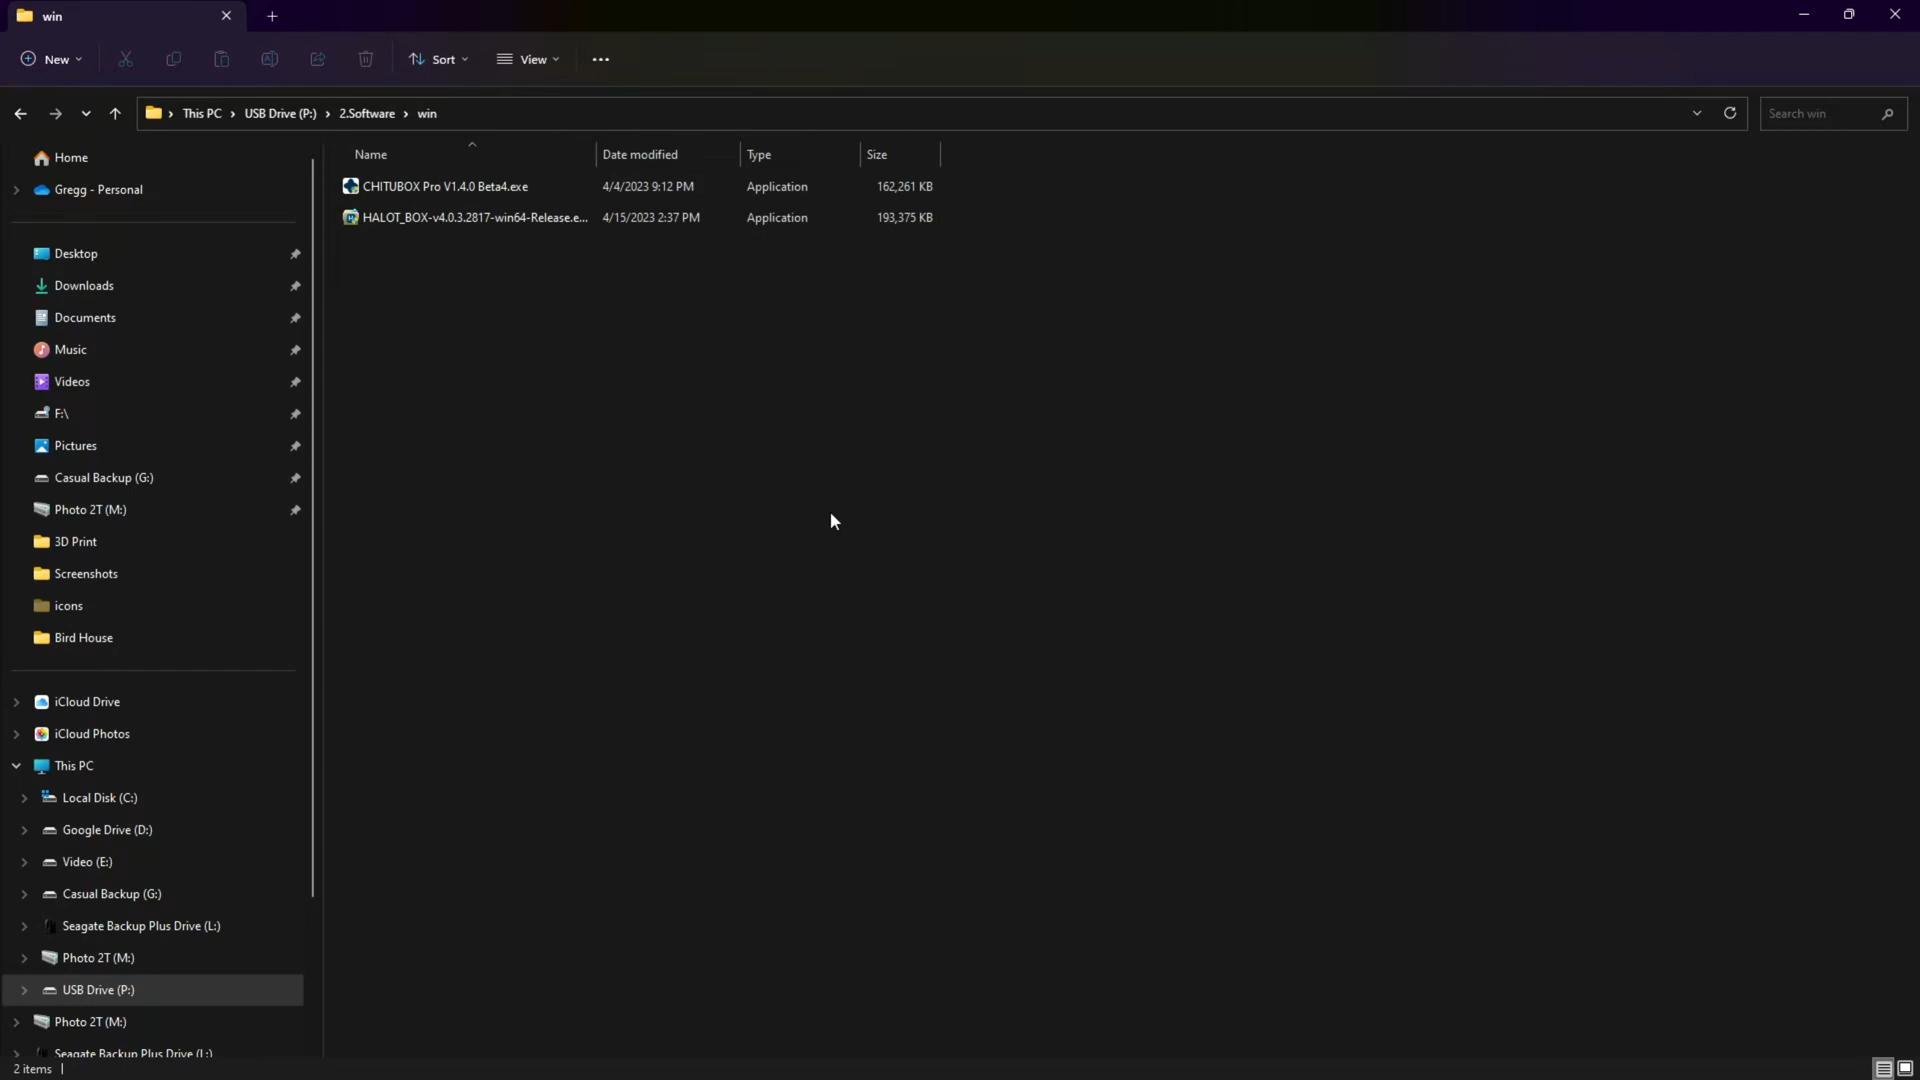 win
New
Sort
View
This PC > USB Drive (P:) > 2.Software > win
Search win
Name
Date modified
Type
Size
CHITUBOX Pro V1.4.0 Beta4.exe 4/4/2023 9:12 PM Application 162,261 KB
HALOT_BOX-v4.0.3.2817-win64-Release.e... 4/15/2023 2:37 PM Application 193,375 KB
Home
Gregg - Personal
Desktop
Downloads
Documents
Music
Videos
F:\
Pictures
Casual Backup (G:)
Photo 2T (M:)
3D Print
Screenshots
icons
Bird House
iCloud Drive
iCloud Photos
This PC
Local Disk (C:)
Google Drive (D:)
Video (E:)
Casual Backup (G:)
Seagate Backup Plus Drive (L:)
Photo 2T (M:)
USB Drive (P:)
Photo 2T (M:)
Seagate Backup Plus Drive (L:)
2 items